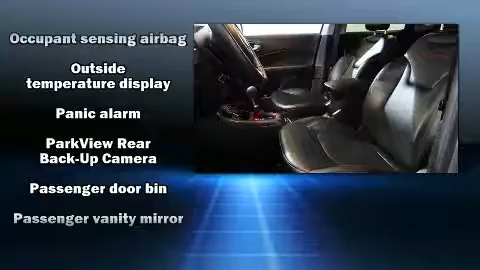 Occupant sensing airbag
Outside
temperature display
Panic alarm
ParkView Rear
Back-Up Camera
Passenger door bin
Passenger vanity mirror